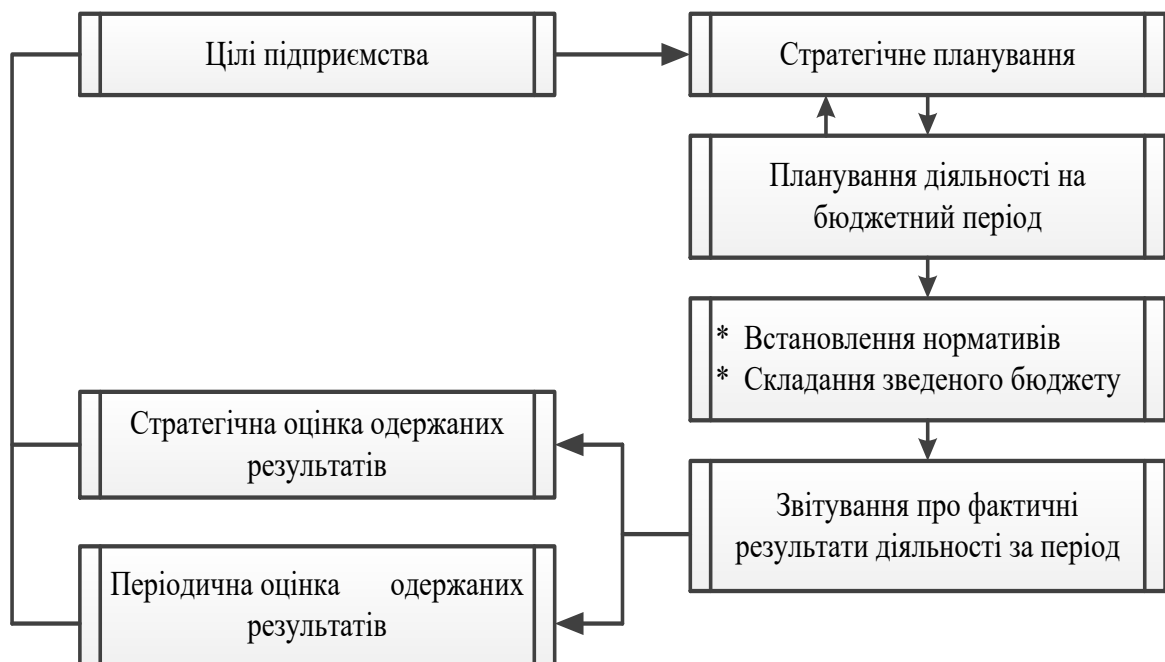 Цілі підприємства
Стратегічне планування
Планування діяльності на
бюджетний період
* Встановлення нормативів
* Складання зведеного бюджету
Стратегічна оцінка одержаних
результатів
Звітування про фактичні
результати діяльності за період
Періодична оцінка одержаних
результатів